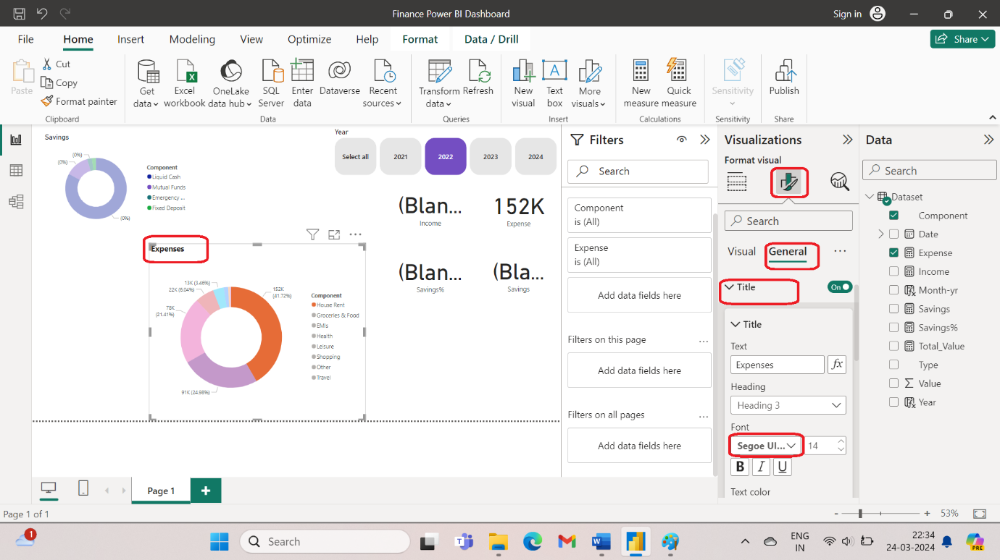 Finance Power BI Dashboard
Sign in
File
Home
Insert
Modeling
View
Optimize
Help
Format
Data / Drill
Share
Paste
Cut
Copy
Format painter
Clipboard
Get data
Excel workbook
OneLake data hub
SQL Server
Enter data
Dataverse
Recent sources
Data
Transform data
Refresh
Queries
New visual
Text box
More visuals
Insert
New measure
Quick measure
Calculations
Sensitivity
Sensitivity
Publish
Share
Savings
(0%)
(0%)
(0%)
Component
Liquid Cash
Mutual Funds
Emergency ...
Fixed Deposit
Year
Select all
2021
2022
2023
2024
(Blan...
Income
152K
Expense
(Blan...
Savings%
(Bla...
Savings
Expenses
13K (3.46%)
22K (6.04%)
78K
(21.41%)
152K
(41.72%)
91K (24.98%)
Component
House Rent
Groceries & Food
EMIs
Health
Leisure
Shopping
Other
Travel
Filters
Search
Component
is (All)
Expense
is (All)
Add data fields here
Filters on this page
...
Add data fields here
Filters on all pages
...
Add data fields here
Visualizations
Format visual
Search
Visual
General
...
Title
On
Title
Text
Expenses
fx
Heading
Heading 3
Font
Segoe UI...
14
B
I
U
Text color
Data
Search
Dataset
Component
Date
Expense
Income
Month-yr
Savings
Savings%
Total_Value
Type
Value
Year
Page 1
+
Page 1 of 1
-
+
53%
1
Search
ENG
IN
22:34
24-03-2024
PRE